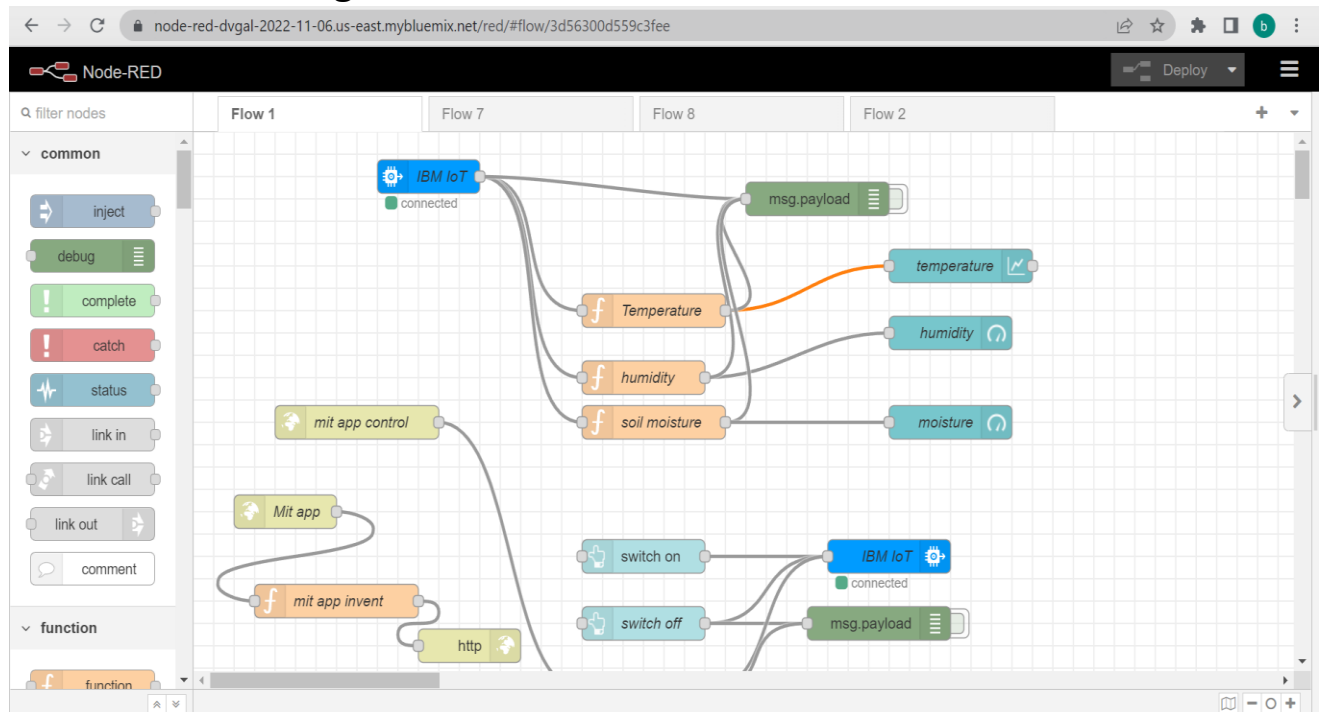 node-red-dvgal-2022-11-06.us-east.mybluemix.net/red/#flow/3d56300d559c3fee
b
Node-RED
Deploy
filter nodes
Flow 1
Flow 7
Flow 8
Flow 2
common
inject
debug
complete
catch
status
link in
link call
link out
comment
function
function
IBM IoT
connected
msg.payload
temperature
Temperature
humidity
humidity
mit app control
soil moisture
moisture
Mit app
switch on
IBM IoT
connected
mit app invent
switch off
msg.payload
http